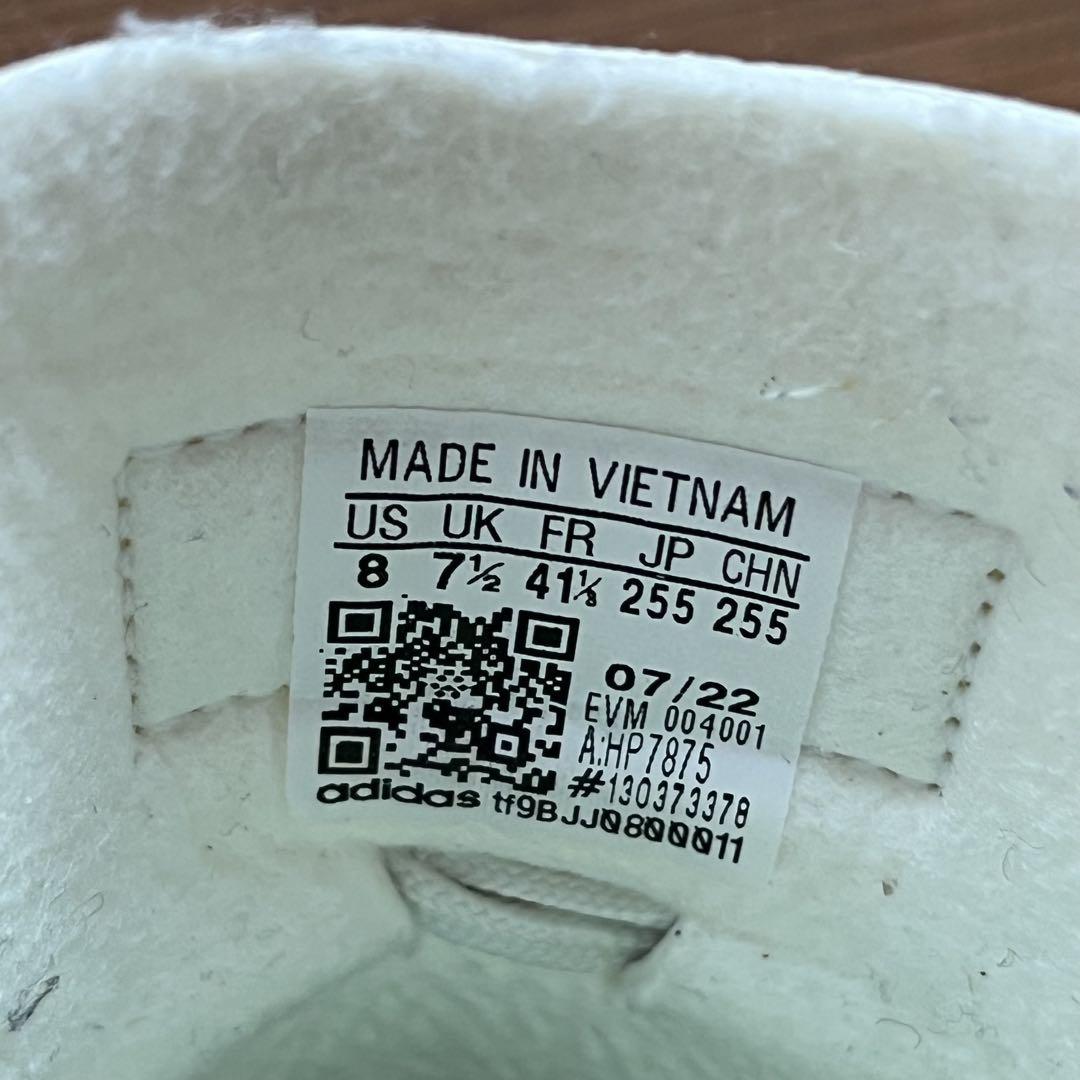 MADE IN VIETNAM
US UK FR JP CHN
8 7½ 41⅓ 255 255
07/22
EVM 004001
A:HP7875
#130373378
adidas tf9BJJ0800011